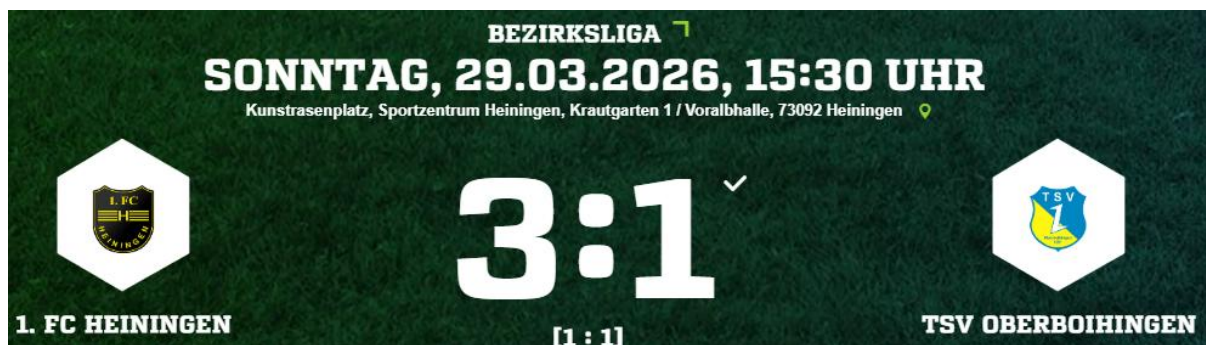 BEZIRKSLIGA
SONNTAG, 29.03.2026, 15:30 UHR
Kunstrasenplatz, Sportzentrum Heiningen, Krautgarten 1 / Voralbhalle, 73092 Heiningen
1. FC
H
HEININGEN
3:1
TSV
1. FC HEININGEN
[1 : 1]
TSV OBERBOIHINGEN